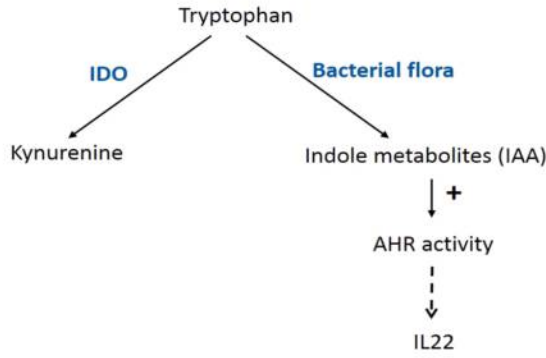 Tryptophan
IDO
Bacterial flora
Kynurenine
Indole metabolites (IAA)
+
AHR activity
IL22